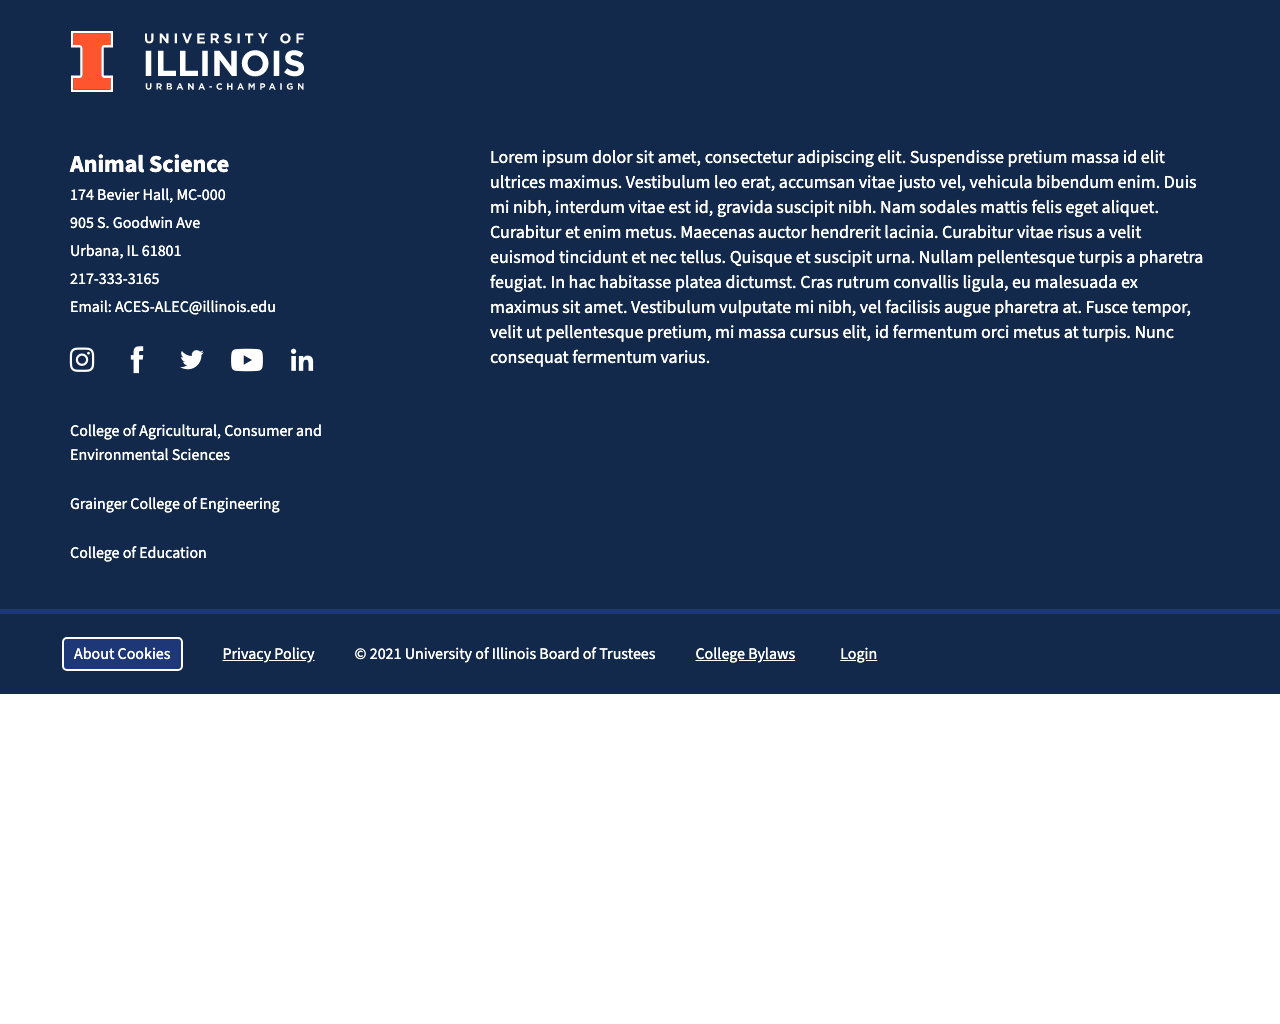 UNIVERSITY OF
ILLINOIS
URBANA-CHAMPAIGN
Animal Science
174 Bevier Hall, MC-000
905 S. Goodwin Ave
Urbana, IL 61801
217-333-3165
Email: ACES-ALEC@illinois.edu
College of Agricultural, Consumer and
Environmental Sciences
Grainger College of Engineering
College of Education
Lorem ipsum dolor sit amet, consectetur adipiscing elit. Suspendisse pretium massa id elit
ultrices maximus. Vestibulum leo erat, accumsan vitae justo vel, vehicula bibendum enim. Duis
mi nibh, interdum vitae est id, gravida suscipit nibh. Nam sodales mattis felis eget aliquet.
Curabitur et enim metus. Maecenas auctor hendrerit lacinia. Curabitur vitae risus a velit
euismod tincidunt et nec tellus. Quisque et suscipit urna. Nullam pellentesque turpis a pharetra
feugiat. In hac habitasse platea dictumst. Cras rutrum convallis ligula, eu malesuada ex
maximus sit amet. Vestibulum vulputate mi nibh, vel facilisis augue pharetra at. Fusce tempor,
velit ut pellentesque pretium, mi massa cursus elit, id fermentum orci metus at turpis. Nunc
consequat fermentum varius.
About Cookies Privacy Policy © 2021 University of Illinois Board of Trustees College Bylaws Login